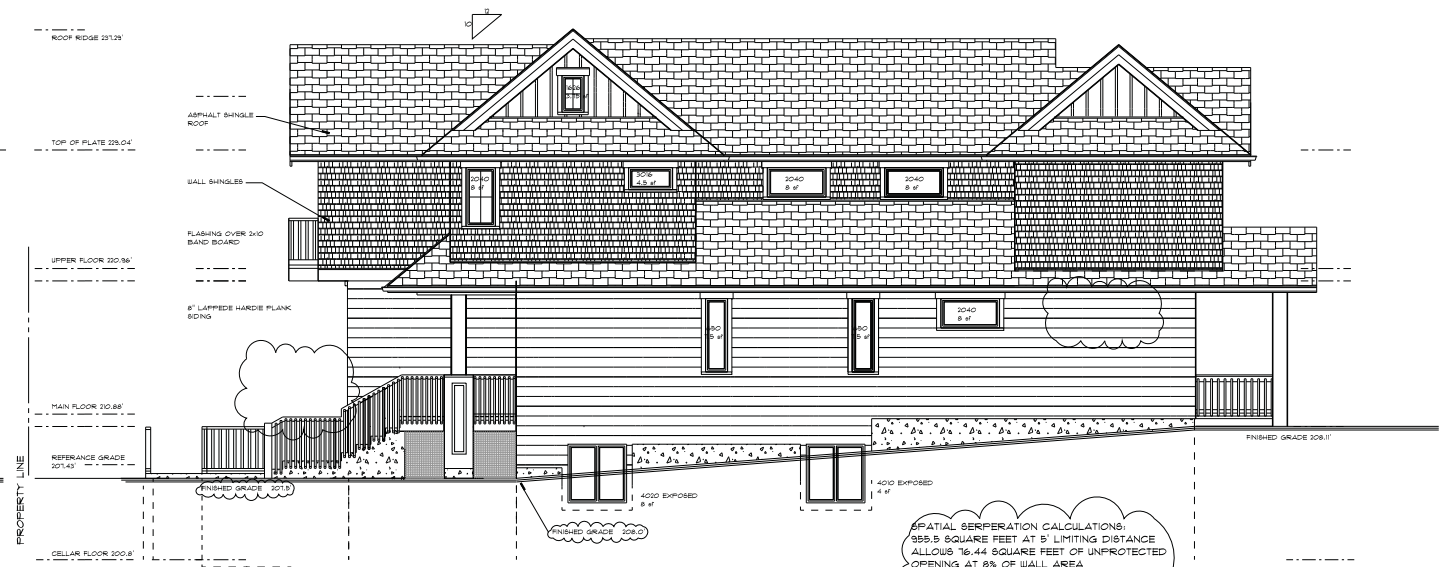 12
10
ROOF RIDGE 237.29'
ASPHALT SHINGLE
ROOF
TOP OF PLATE 229.04'
WALL SHINGLES
2040
8 sf
3016
4.5 sf
2040
8 sf
2040
8 sf
FLASHING OVER 2x10
BAND BOARD
UPPER FLOOR 220.96'
8" LAPPEDE HARDIE PLANK
SIDING
2040
8 sf
MAIN FLOOR 210.88'
FINISHED GRADE 208.11'
REFERANCE GRADE
207.43'
PROPERTY LINE
FINISHED GRADE 207.5'
4020 EXPOSED
8 sf
4010 EXPOSED
4 sf
FINISHED GRADE 208.0'
SPATIAL SERPERATION CALCULATIONS:
955.5 SQUARE FEET AT 5' LIMITING DISTANCE
ALLOWS 76.44 SQUARE FEET OF UNPROTECTED
OPENING AT 8% OF WALL AREA
CELLAR FLOOR 200.8'